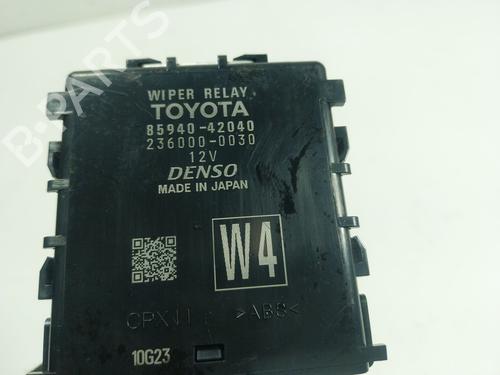 WIPER RELAY
TOYOTA
85940-42040
236000-0030
12V
DENSO
MADE IN JAPAN
W4
>ABS<
10G23
B-PARTS